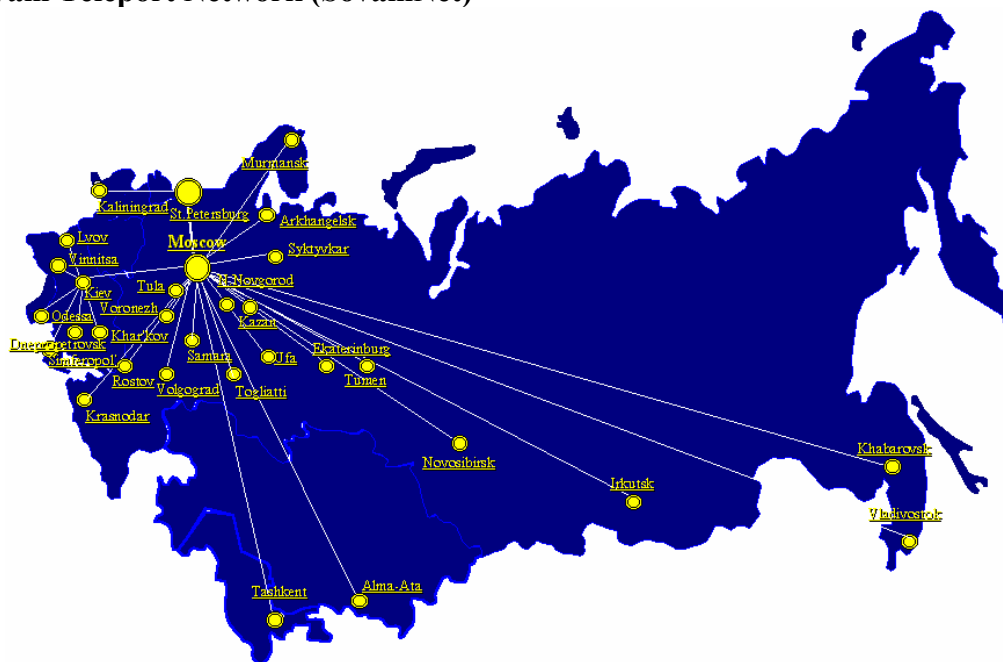 Teleport Network (SovamNet)
Murmansk
Kaliningrad
St.Petersburg
Arkhangelsk
Lvov
Moscow
Syktyvkar
Vinnitsa
N.Novgorod
Tula
Kiev
Voronezh
Kazan
Odessa
Khar'kov
Dnepropetrovsk
Samara
Ekaterinburg
Simferopol'
Ufa
Rostov
Volgograd
Togliatti
Tumen
Krasnodar
Novosibirsk
Khabarovsk
Irkutsk
Vladivostok
Tashkent
Alma-Ata